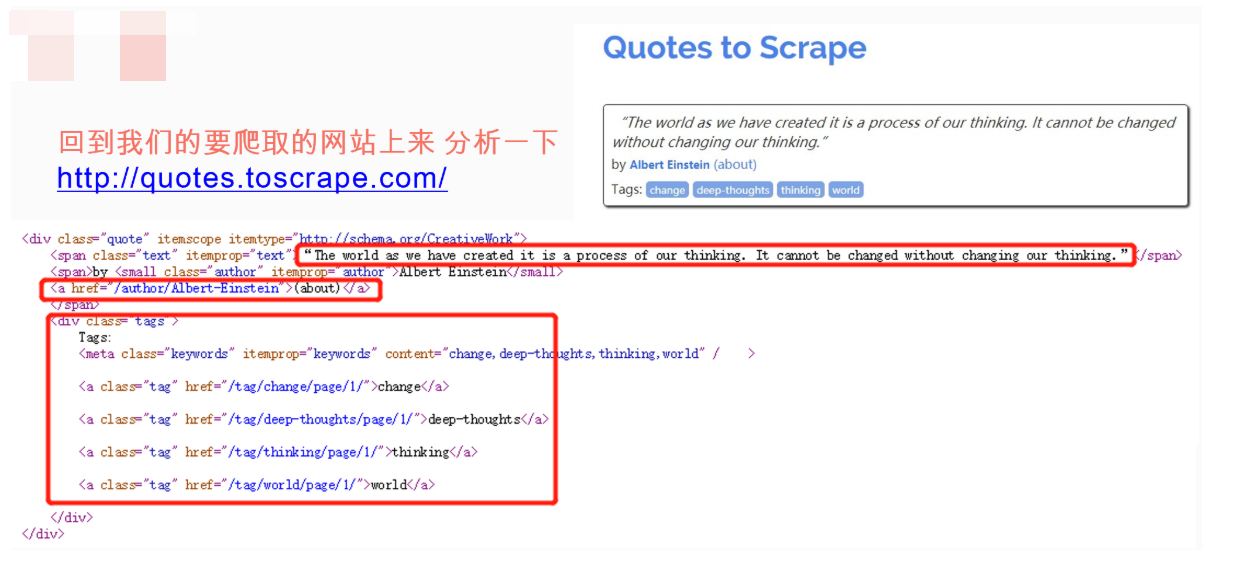 Quotes to Scrape
“The world as we have created it is a process of our thinking. It cannot be changed
without changing our thinking.”
by Albert Einstein (about)
Tags: change deep-thoughts thinking world
回到我们的要爬取的网站上来 分析一下
http://quotes.toscrape.com/
<div class="quote" itemscope itemtype="http://schema.org/CreativeWork">
<span class="text" itemprop="text">“The world as we have created it is a process of our thinking. It cannot be changed without changing our thinking.”</span>
<span>by <small class="author" itemprop="author">Albert Einstein</small>
<a href="/author/Albert-Einstein">(about)</a>
</span>
<div class="tags">
Tags:
<meta class="keywords" itemprop="keywords" content="change,deep-thoughts,thinking,world" / >
<a class="tag" href="/tag/change/page/1/">change</a>
<a class="tag" href="/tag/deep-thoughts/page/1/">deep-thoughts</a>
<a class="tag" href="/tag/thinking/page/1/">thinking</a>
<a class="tag" href="/tag/world/page/1/">world</a>
</div>
</div>